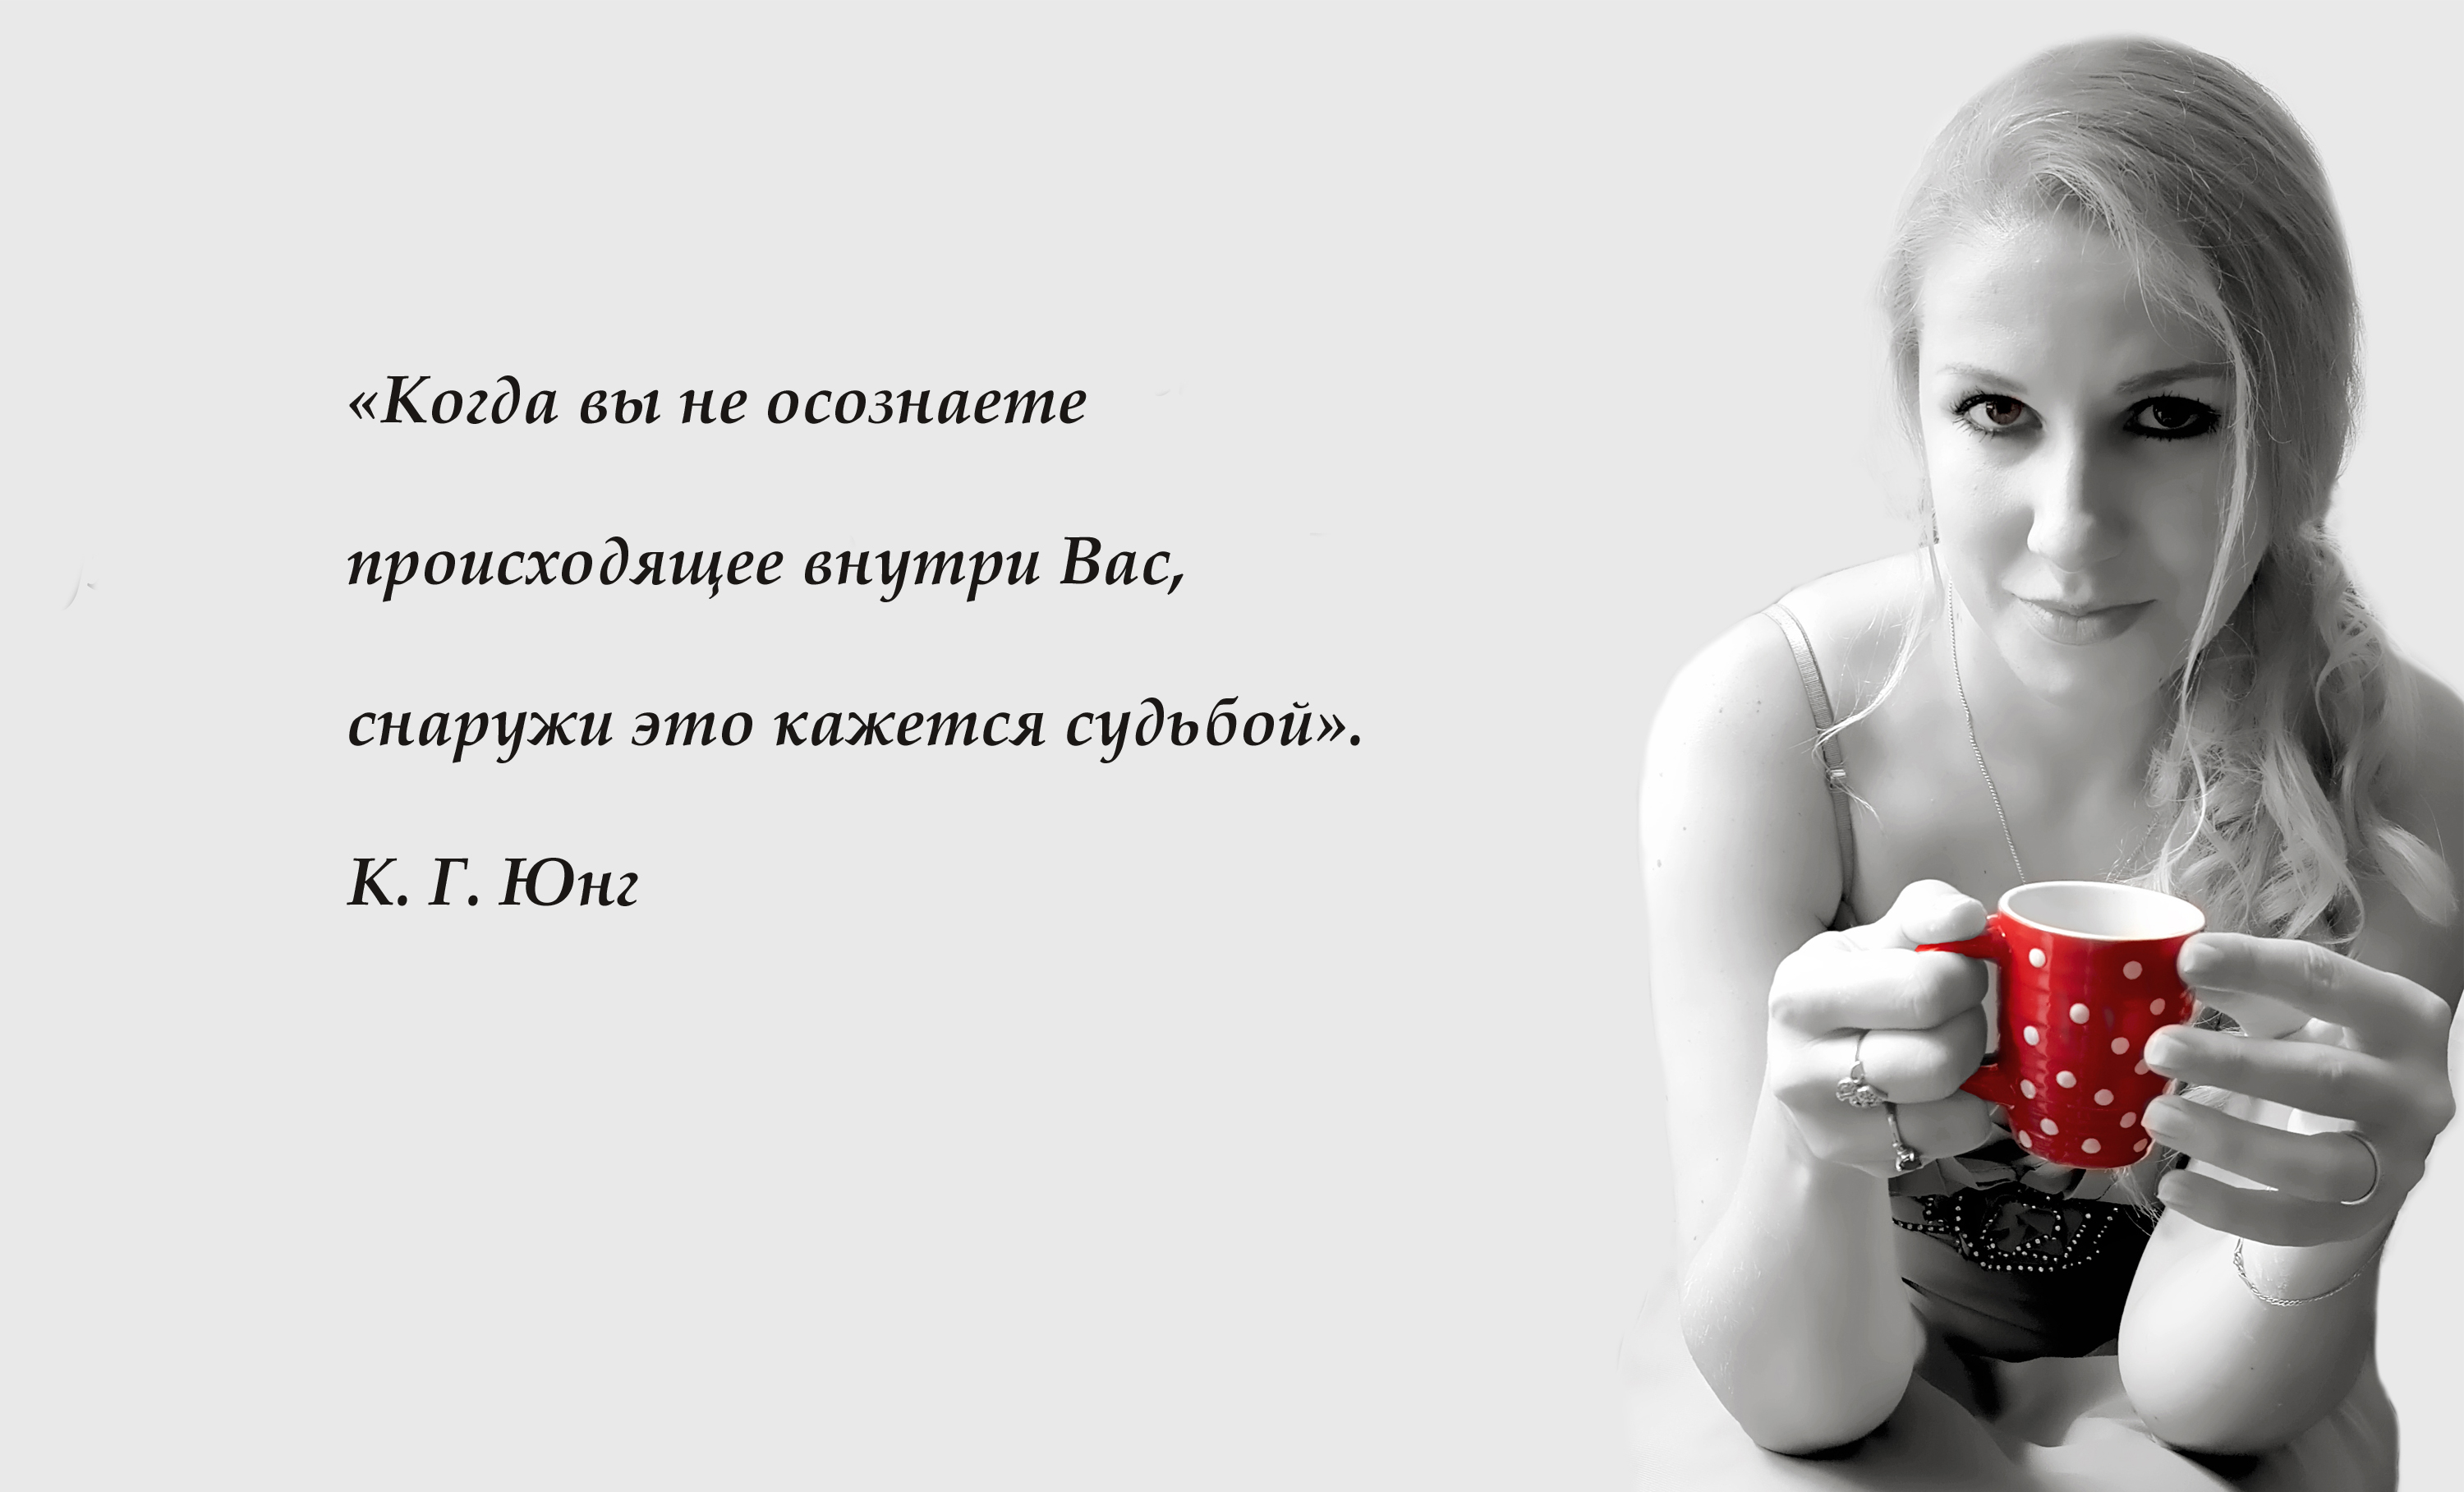 «Когда вы не осознаете
происходящее внутри Вас,
снаружи это кажется судьбой».
К. Г. Юнг